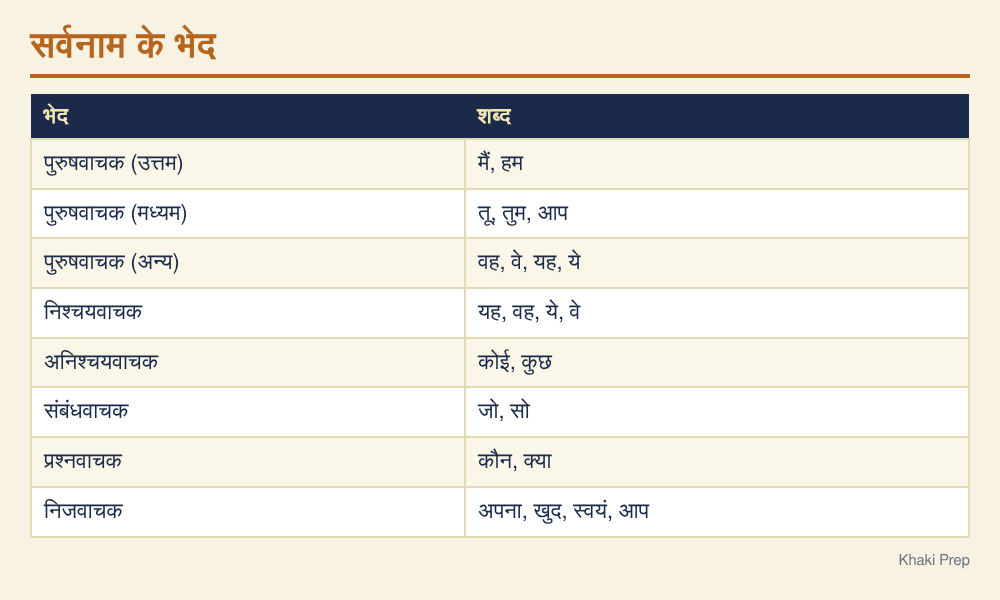 सर्वनाम के भेद
भेद शब्द
पुरुषवाचक (उत्तम) मैं, हम
पुरुषवाचक (मध्यम) तू, तुम, आप
पुरुषवाचक (अन्य) वह, वे, यह, ये
निश्चयवाचक यह, वह, ये, वे
अनिश्चयवाचक कोई, कुछ
संबंधवाचक जो, सो
प्रश्नवाचक कौन, क्या
निजवाचक अपना, खुद, स्वयं, आप
Khaki Prep